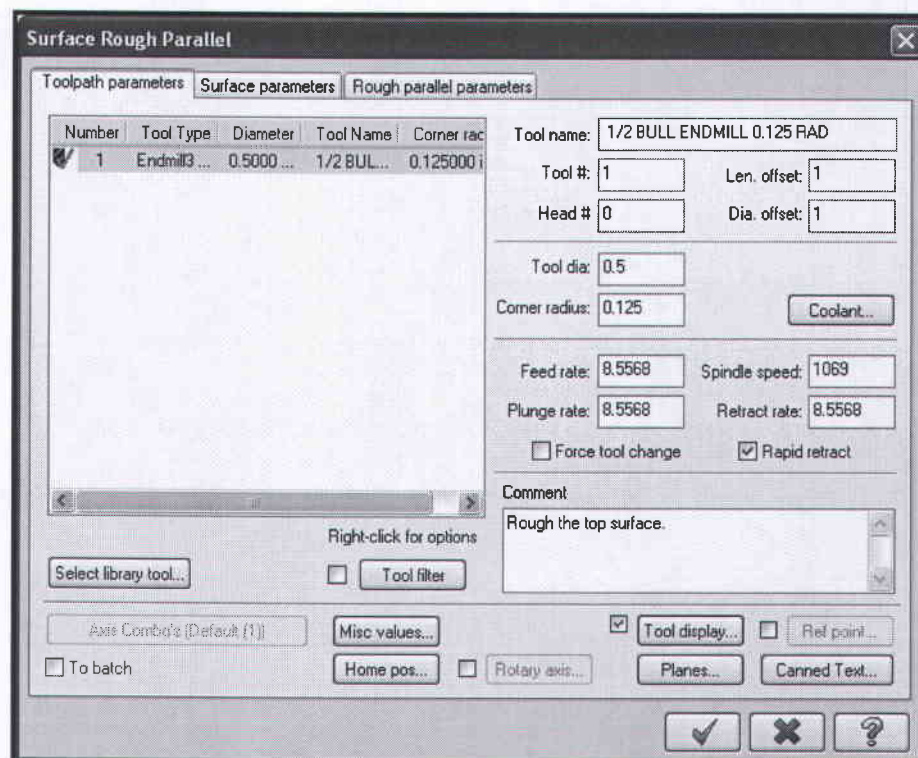 Surface Rough Parallel
Toolpath parameters Surface parameters Rough parallel parameters
Number Tool Type Diameter Tool Name Corner rac
1 Endmill3 ... 0.5000 ... 1/2 BUL... 0.125000 i
Right-click for options
Select library tool...
Tool filter
Tool name: 1/2 BULL ENDMILL 0.125 RAD
Tool #: 1 Len. offset: 1
Head # 0 Dia. offset: 1
Tool dia: 0.5
Corner radius: 0.125 Coolant...
Feed rate: 8.5568 Spindle speed: 1069
Plunge rate: 8.5568 Retract rate: 8.5568
Force tool change Rapid retract
Comment
Rough the top surface.
Axis Combo's (Default (1)) Misc values... Tool display... Ref point...
To batch Home pos... Rotary axis... Planes... Canned Text...